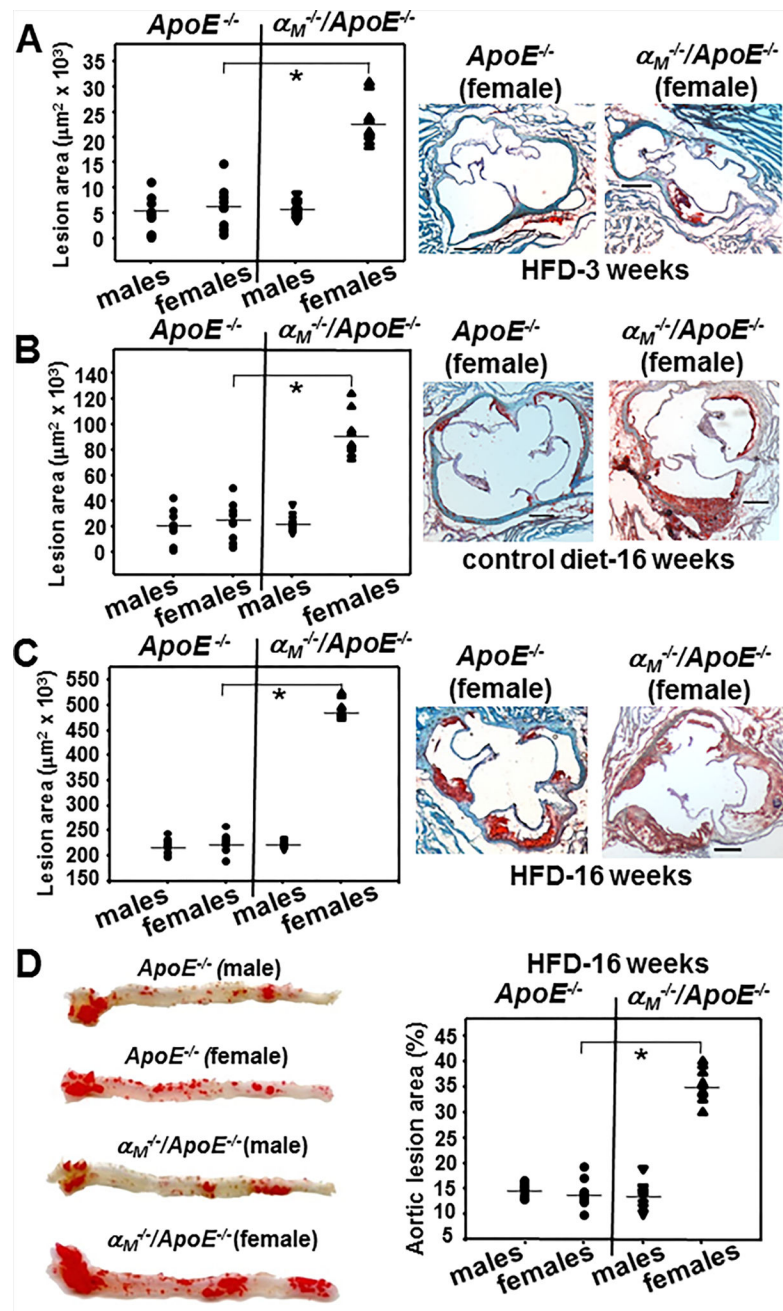 A
ApoE-/- αM-/-/ApoE-/-
Lesion area (μm² x 10³)
35
30
25
20
15
10
5
0
*
males females males females
ApoE-/- (female)
αM-/-/ApoE-/- (female)
HFD-3 weeks
B
ApoE-/- αM-/-/ApoE-/-
Lesion area (μm² x 10³)
140
120
100
80
60
40
20
0
*
males females males females
ApoE-/- (female)
αM-/-/ApoE-/- (female)
control diet-16 weeks
C
ApoE-/- αM-/-/ApoE-/-
Lesion area (μm² x 10³)
550
500
450
400
350
300
250
200
150
*
males females males females
ApoE-/- (female)
αM-/-/ApoE-/- (female)
HFD-16 weeks
D
ApoE-/- (male)
ApoE-/- (female)
αM-/-/ApoE-/- (male)
αM-/-/ApoE-/- (female)
HFD-16 weeks
ApoE-/- αM-/-/ApoE-/-
Aortic lesion area (%)
45
40
35
30
25
20
15
10
5
*
males females males females